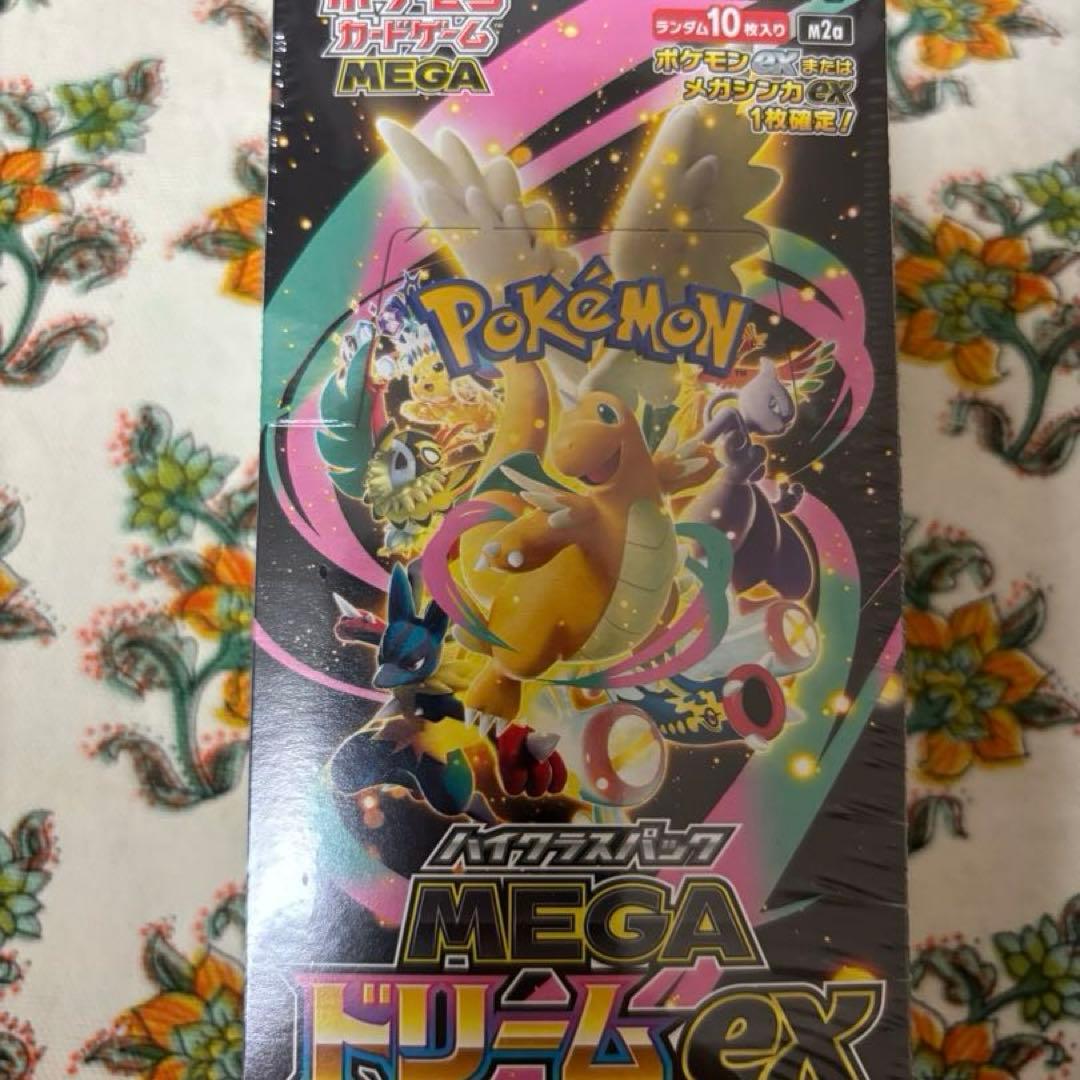 ポケモン
カードゲーム
MEGA
ランダム10枚入り
M2a
ポケモンexまたは
メガシンカex
1枚確定!
POKéMON
TM
ハイクラスパック
MEGA
ドリームex